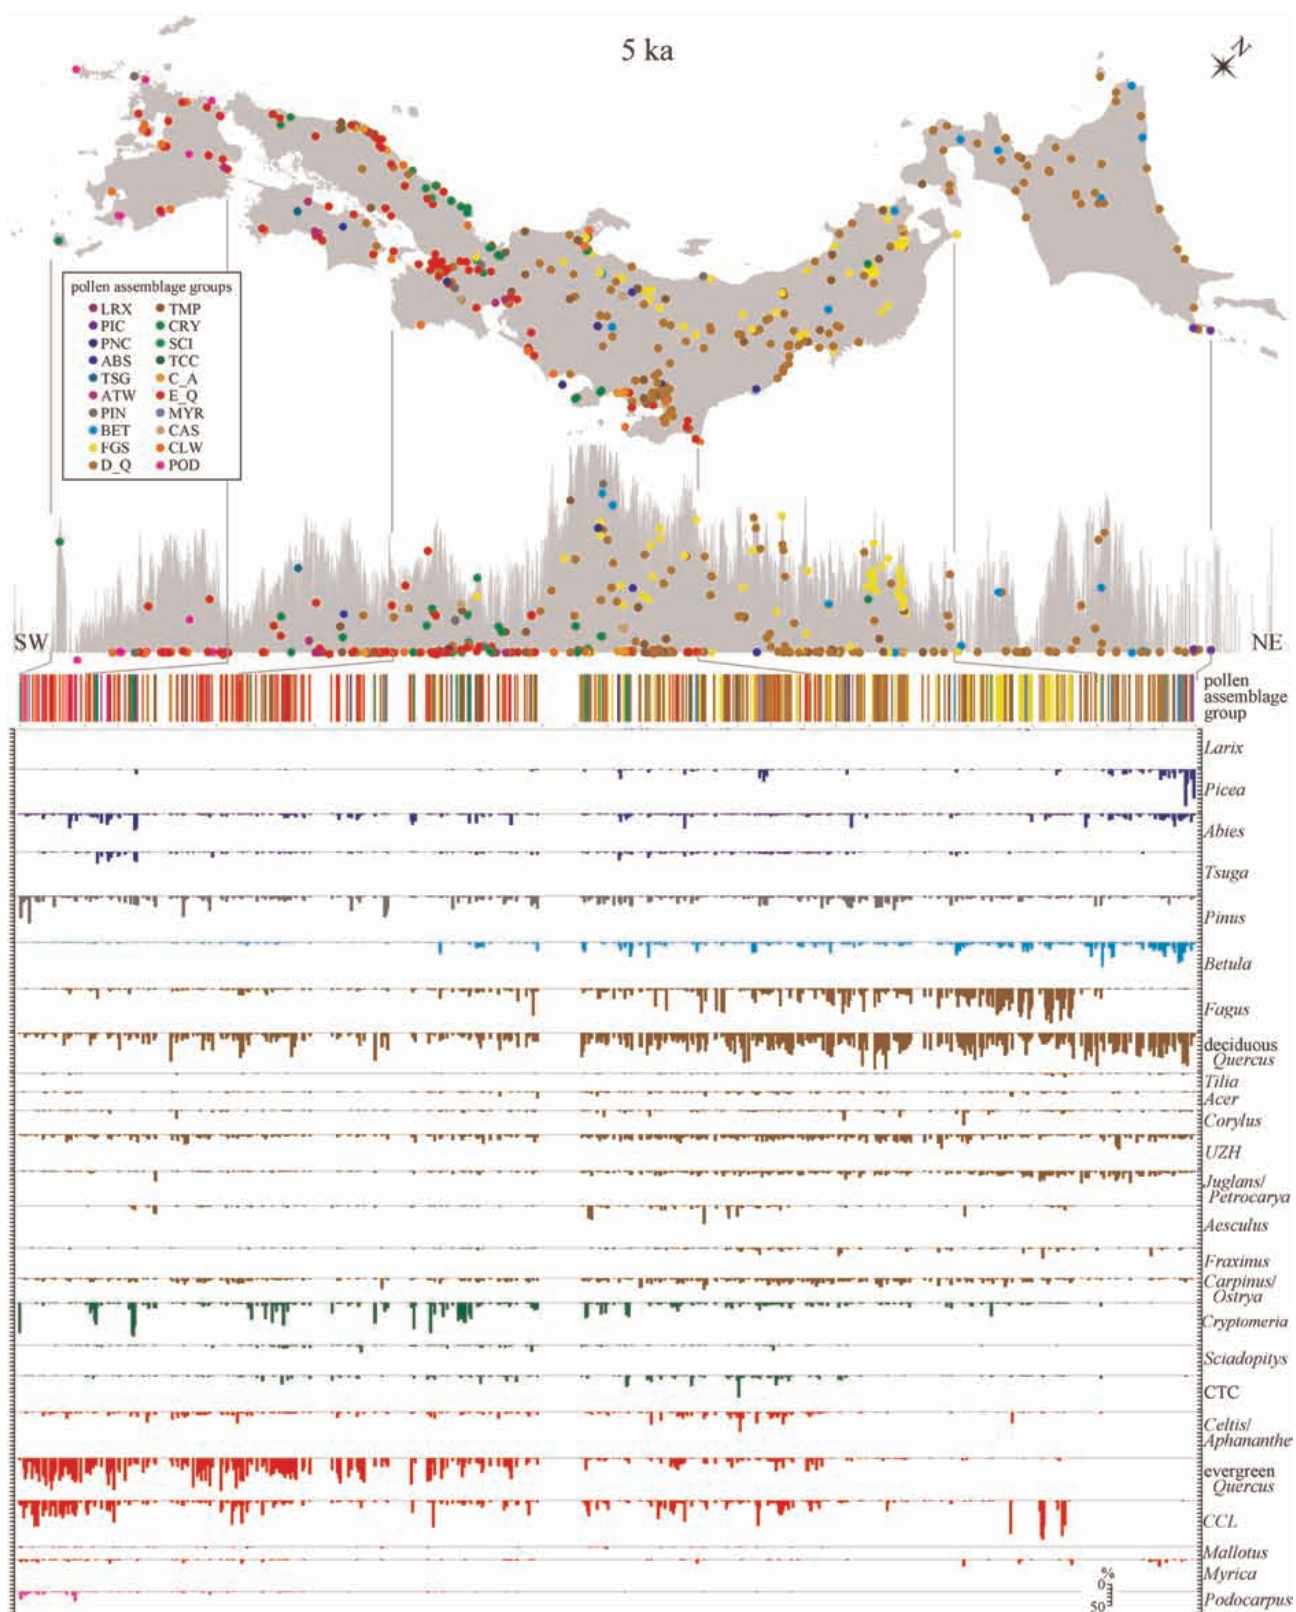 5 ka
N
pollen assemblage groups
LRX TMP
PIC CRY
PNC SCI
ABS TCC
TSG C_A
ATW E_Q
PIN MYR
BET CAS
FGS CLW
D_Q POD
SW NE
pollen
assemblage
group
Larix
Picea
Abies
Tsuga
Pinus
Betula
Fagus
deciduous
Quercus
Tilia
Acer
Corylus
UZH
Juglans/
Petrocarya
Aesculus
Fraxinus
Carpinus/
Ostrya
Cryptomeria
Sciadopitys
CTC
Celtis/
Aphananthe
evergreen
Quercus
CCL
Mallotus
Myrica
%
0
50
Podocarpus